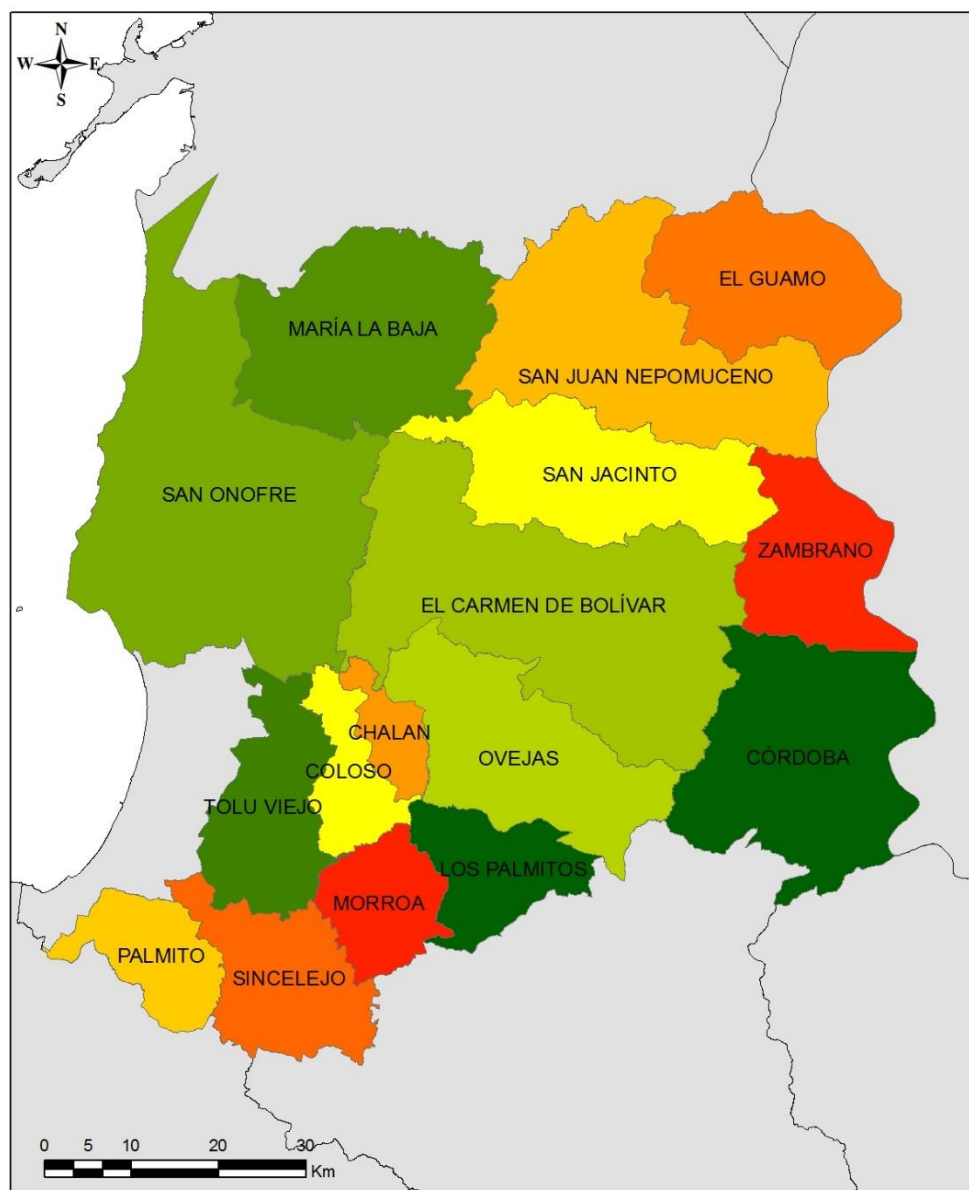 N
W E
S
EL GUAMO
MARÍA LA BAJA
SAN JUAN NEPOMUCENO
SAN JACINTO
SAN ONOFRE
ZAMBRANO
EL CARMEN DE BOLÍVAR
CHALAN
OVEJAS
CÓRDOBA
COLOSO
TOLU VIEJO
LOS PALMITOS
MORROA
PALMITO
SINCELEJO
0 5 10 20 30
Km